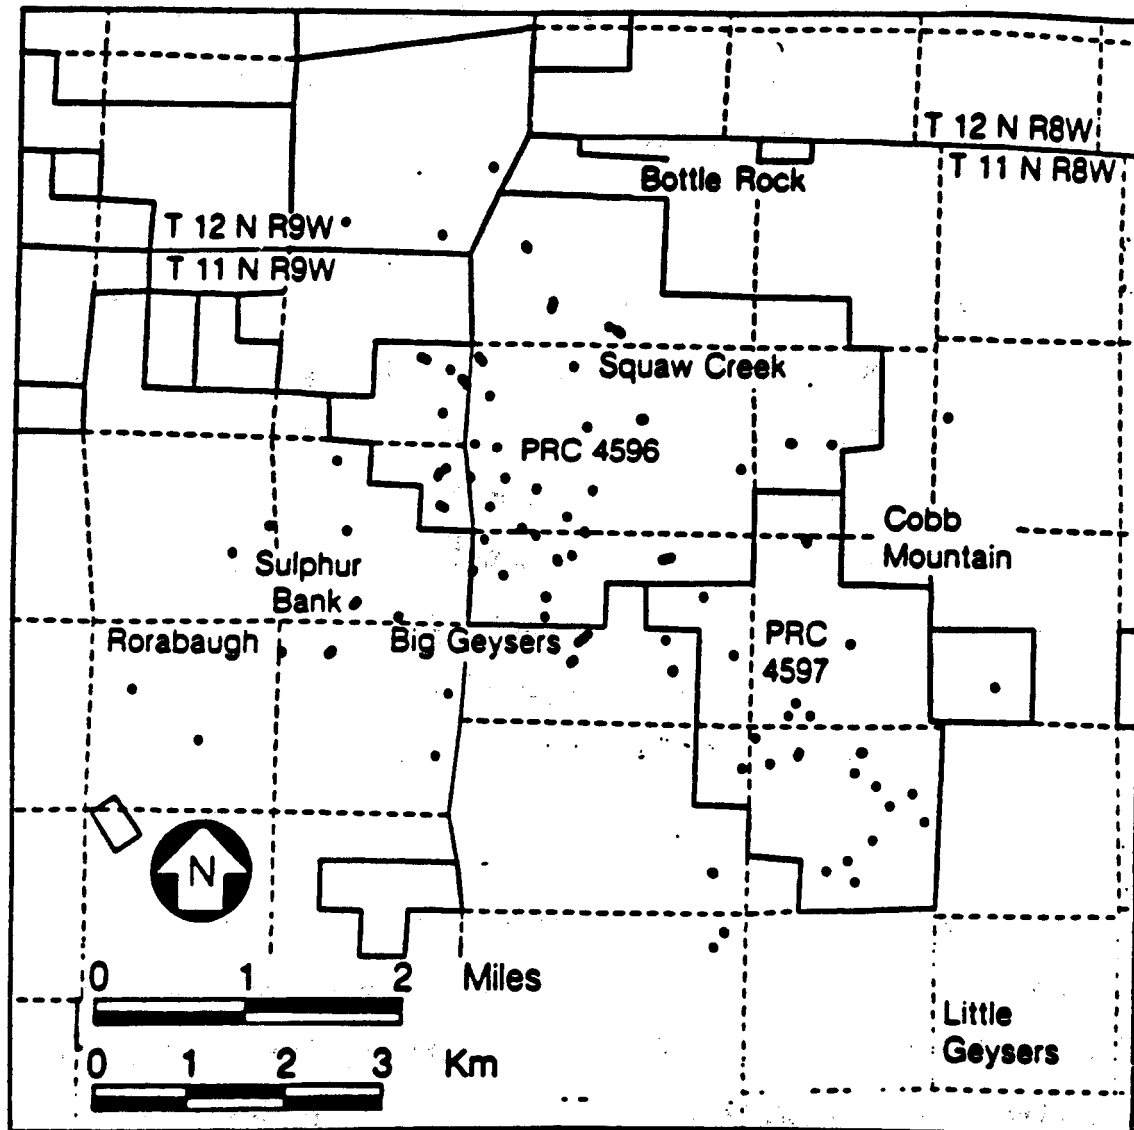 T 12 N R8W
T 11 N R8W
Bottle Rock
T 12 N R9W
T 11 N R9W
Squaw Creek
PRC 4596
Cobb
Mountain
Sulphur
Bank
Rorabaugh
Big Geysers
PRC
4597
N
0 1 2 Miles
0 1 2 3 Km
Little
Geysers